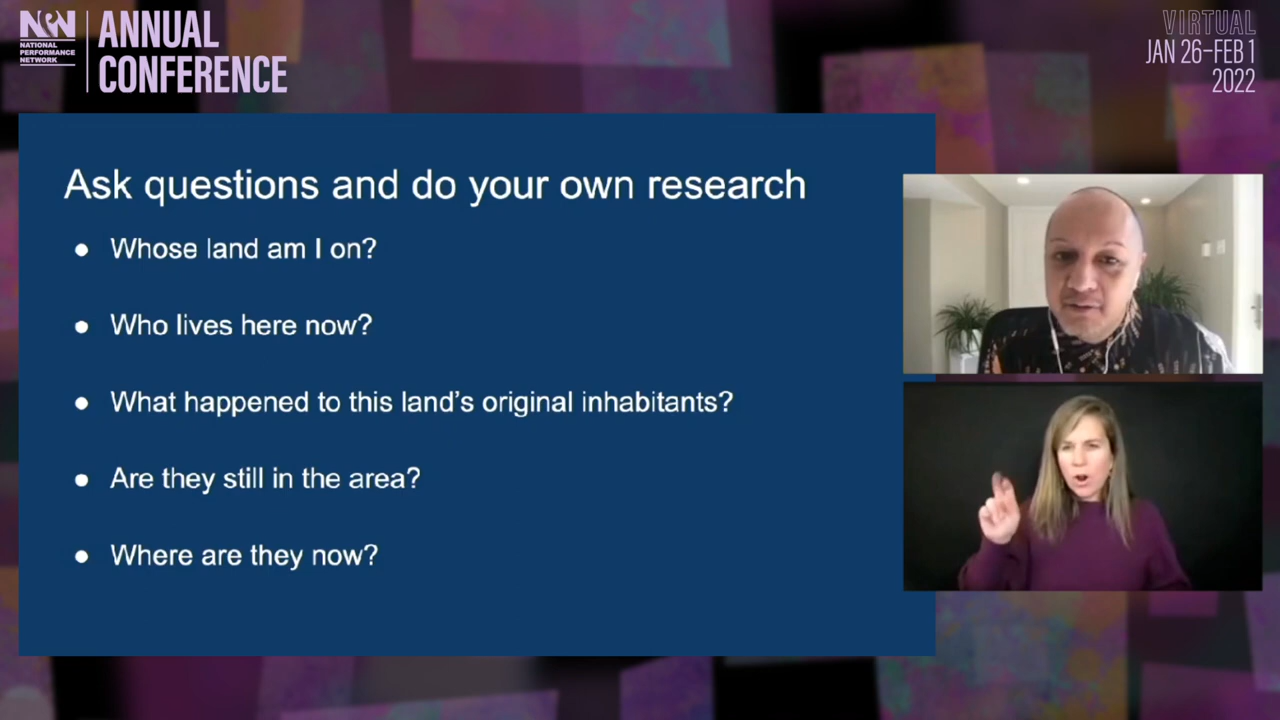 NPN
NATIONAL
PERFORMANCE
NETWORK
ANNUAL
CONFERENCE
VIRTUAL
JAN 26–FEB 1
2022
Ask questions and do your own research
● Whose land am I on?
● Who lives here now?
● What happened to this land's original inhabitants?
● Are they still in the area?
● Where are they now?